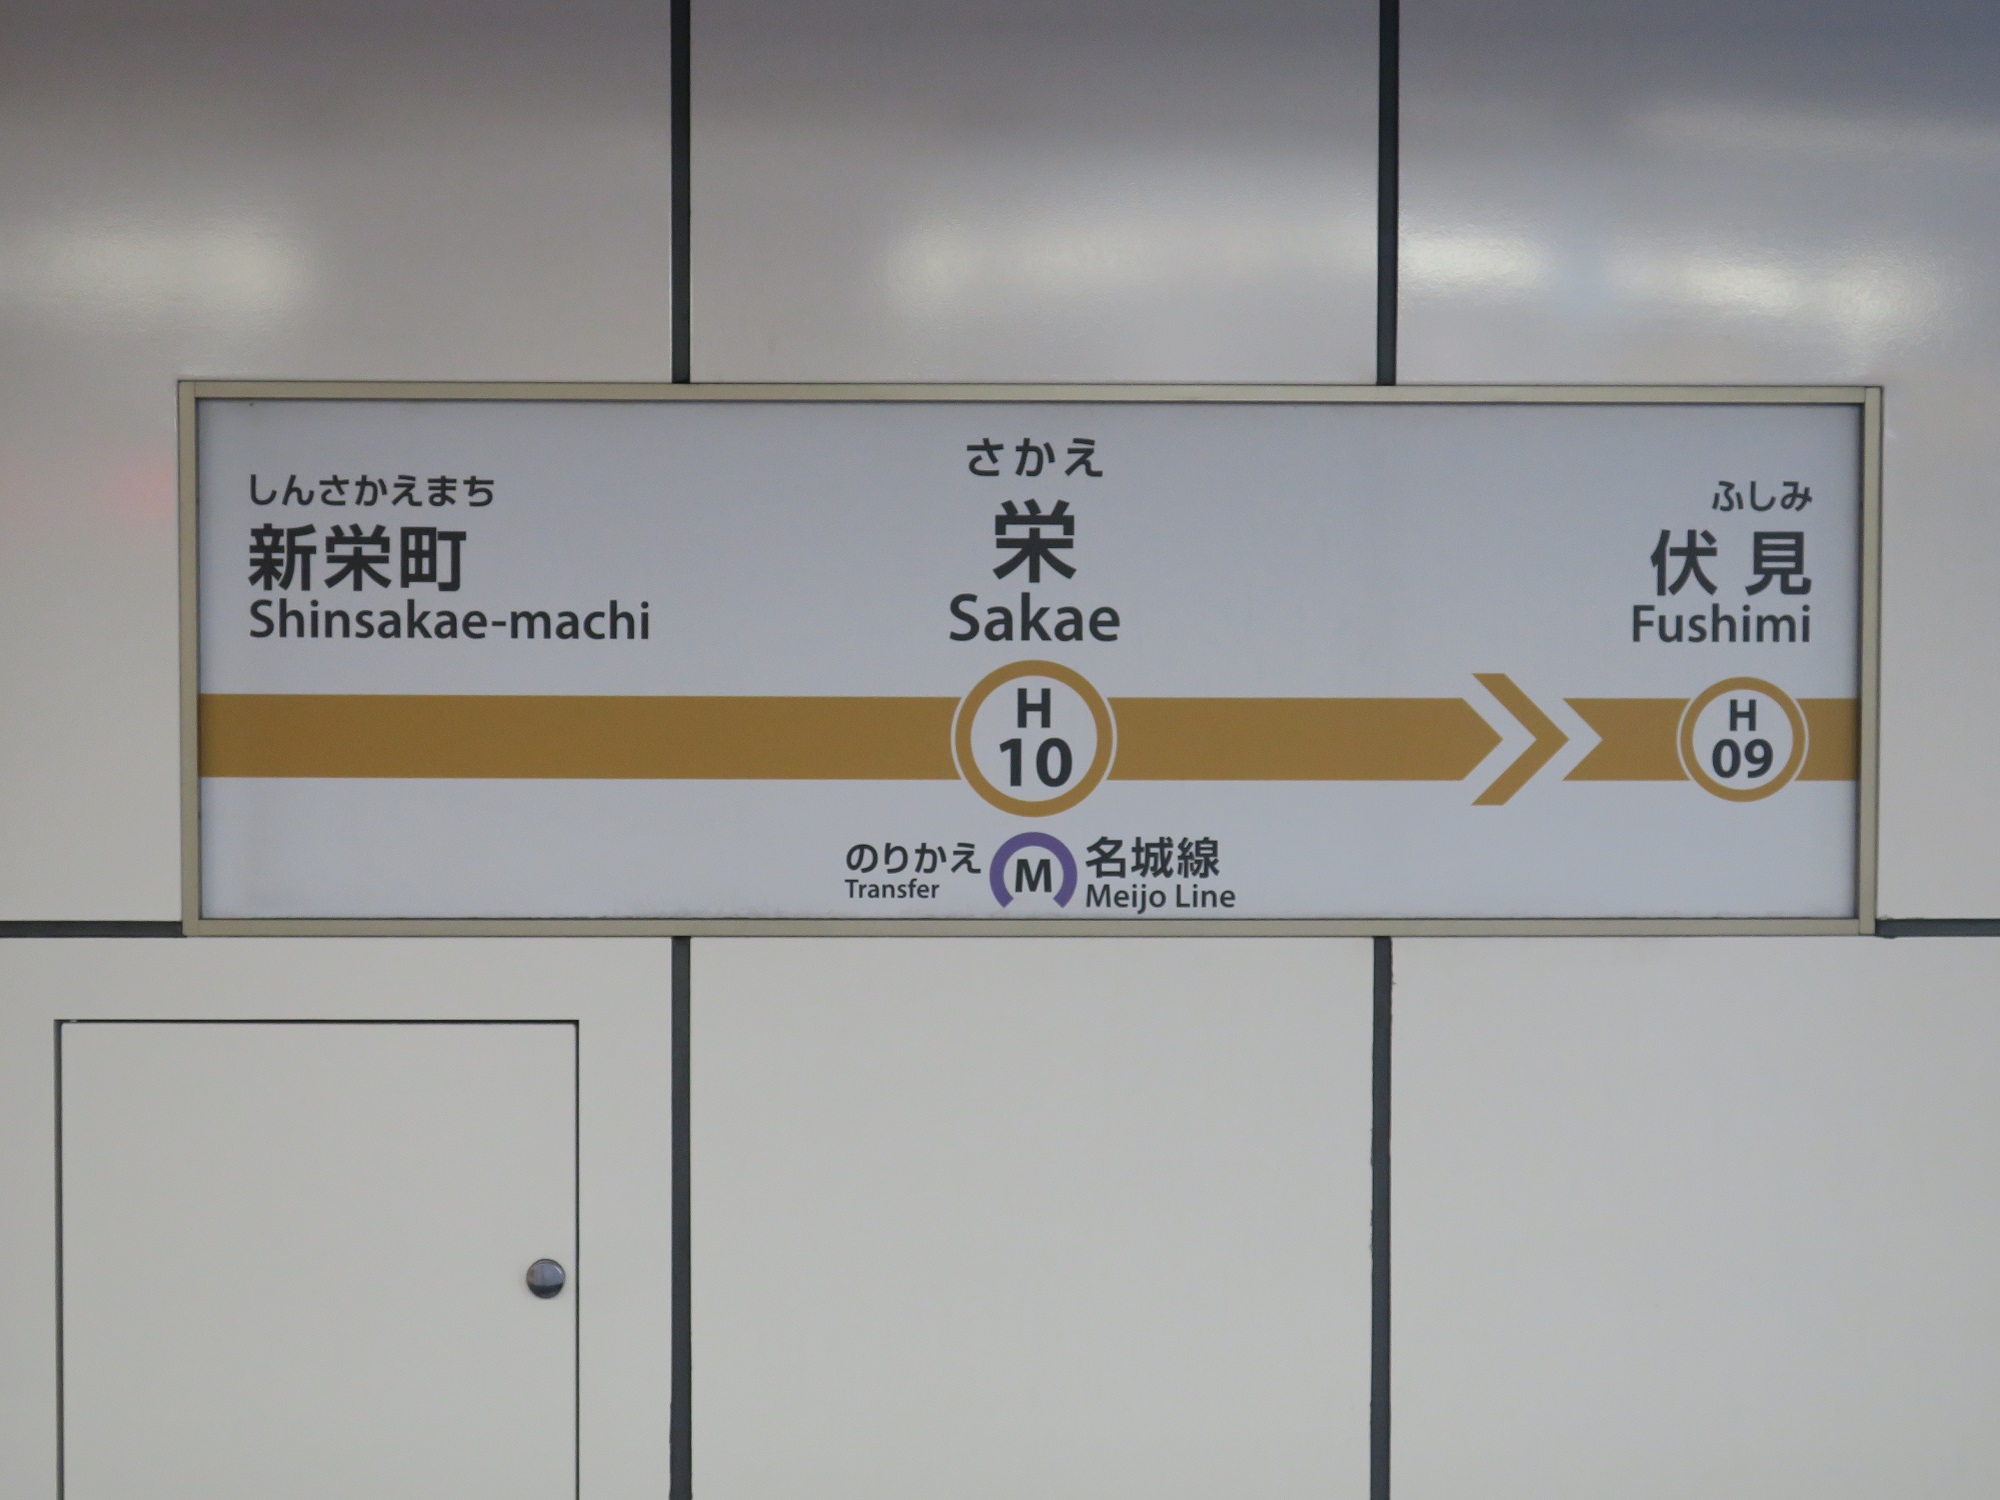 しんさかえまち
新栄町
Shinsakae-machi
さかえ
栄
Sakae
ふしみ
伏見
Fushimi
H
10
H
09
のりかえ
Transfer
M
名城線
Meijo Line